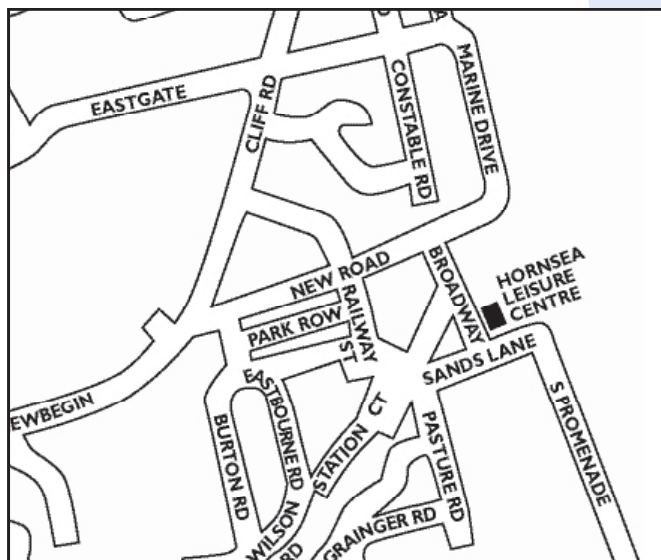 EASTGATE
CLIFF RD
CONSTABLE RD
MARINE DRIVE
NEW ROAD
BROADWAY
HORNSEA
LEISURE
CENTRE
PARK ROW
RAILWAY
ST
SANDS LANE
EWBEGIN
EASTBOURNE RD
BURTON RD
STATION CT
PASTURE RD
S PROMENADE
WILSON
RD
GRAINGER RD